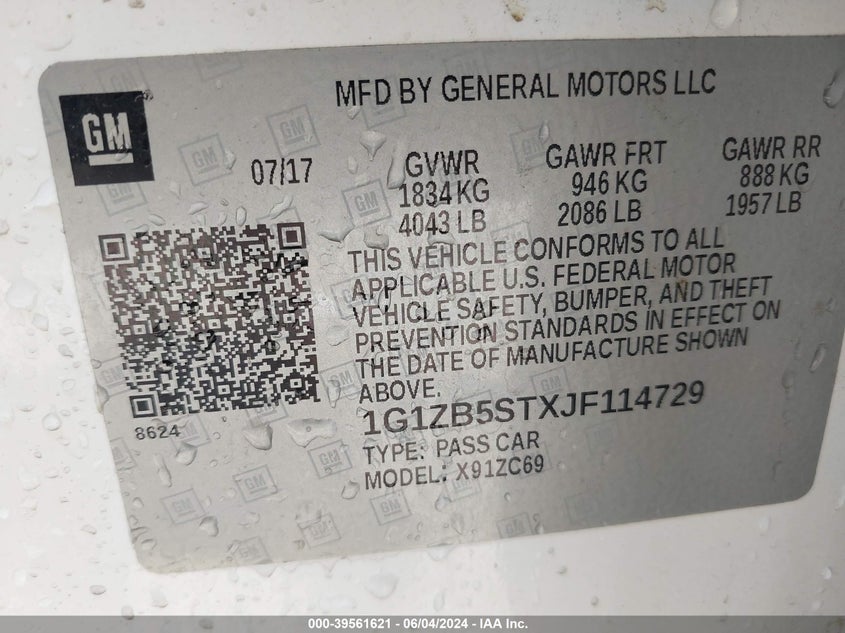 MFD BY GENERAL MOTORS LLC
GM
07/17
GVWR
1834 KG
4043 LB
GAWR FRT
946 KG
2086 LB
GAWR RR
888 KG
1957 LB
THIS VEHICLE CONFORMS TO ALL
APPLICABLE U.S. FEDERAL MOTOR
VEHICLE SAFETY, BUMPER, AND THEFT
PREVENTION STANDARDS IN EFFECT ON
THE DATE OF MANUFACTURE SHOWN
ABOVE.
8624
1G1ZB5STXJF114729
TYPE: PASS CAR
MODEL: X91ZC69
000-39561621 - 06/04/2024 - IAA Inc.